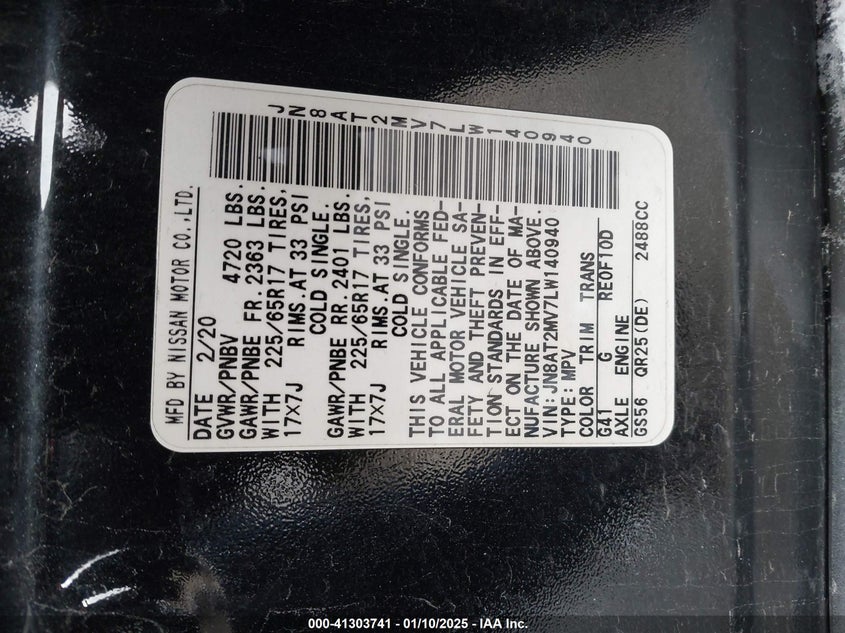 MFD BY NISSAN MOTOR CO.,LTD.
DATE 2/20
GVWR/PNBV 4720 LBS.
GAWR/PNBE FR.2363 LBS.
WITH 225/65R17 TIRES,
17X7J RIMS.AT 33 PSI
COLD SINGLE.
GAWR/PNBE RR.2401 LBS.
WITH 225/65R17 TIRES,
17X7J RIMS.AT 33 PSI
COLD SINGLE.
THIS VEHICLE CONFORMS
TO ALL APPLICABLE FED-
ERAL MOTOR VEHICLE SA-
FETY AND THEFT PREVEN-
TION STANDARDS IN EFF-
ECT ON THE DATE OF MA-
NUFACTURE SHOWN ABOVE.
VIN:JN8AT2MV7LW140940
TYPE:MPV
COLOR TRIM TRANS
G41 G RE0F10D
AXLE ENGINE
GS56 QR25(DE) 2488CC
JN8AT2MV7LW140940
000-41303741 - 01/10/2025 - IAA Inc.